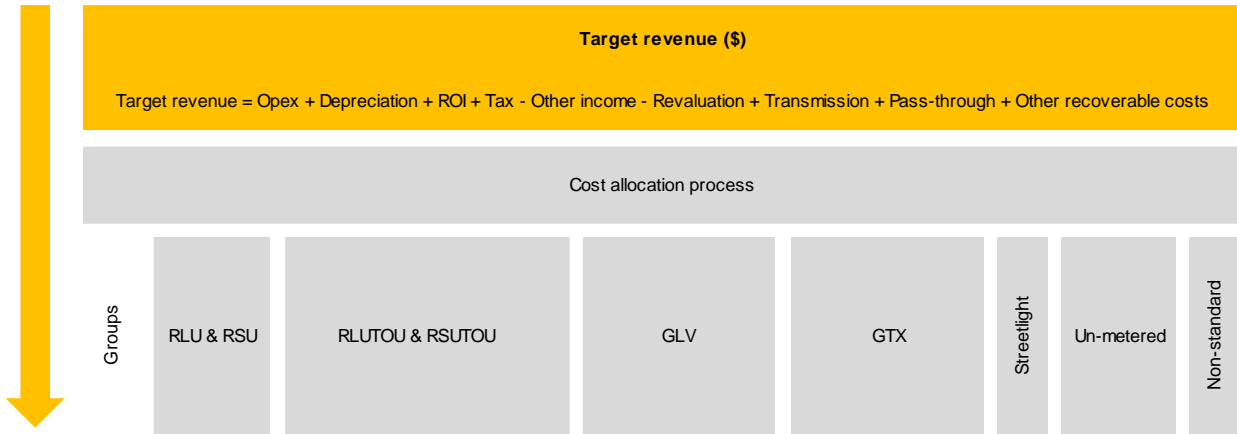 Target revenue ($)
Target revenue = Opex + Depreciation + ROI + Tax - Other income - Revaluation + Transmission + Pass-through + Other recoverable costs
Cost allocation process
Groups
RLU & RSU
RLUTOU & RSUTOU
GLV
GTX
Streetlight
Un-metered
Non-standard